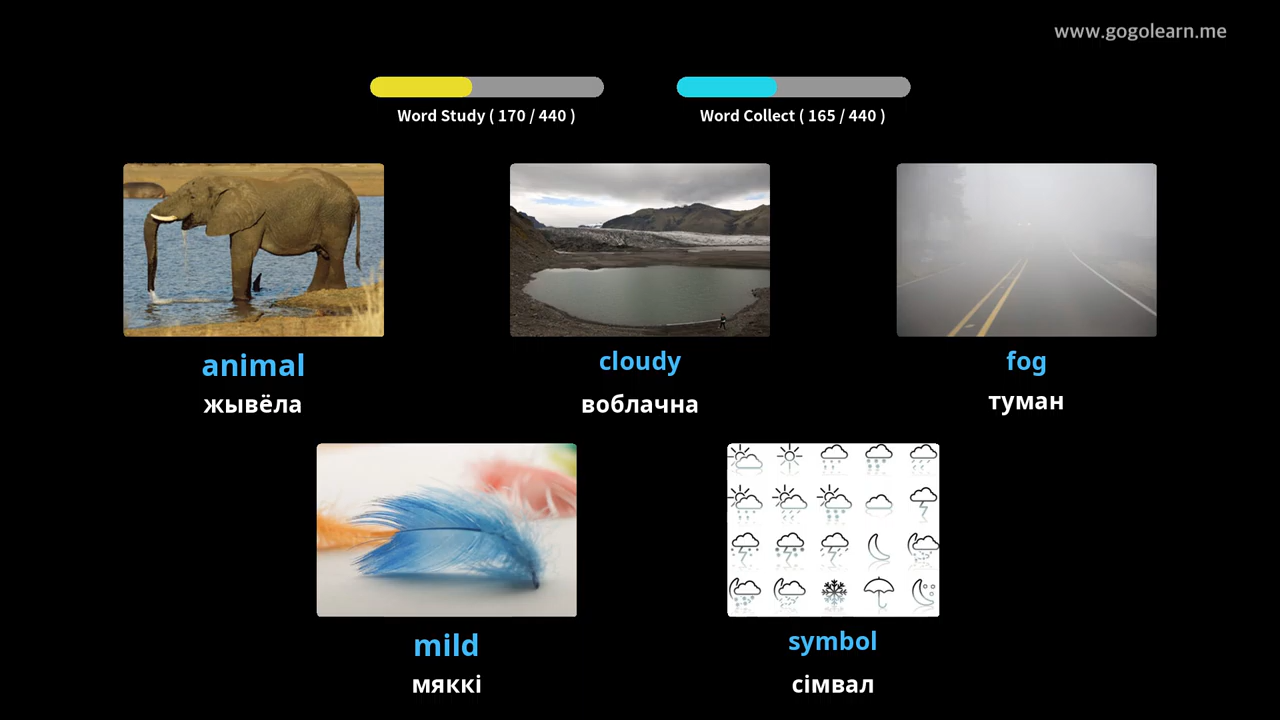 www.gogolearn.me
Word Study ( 170 / 440 )
Word Collect ( 165 / 440 )
animal
жывёла
cloudy
воблачна
fog
туман
mild
мяккі
symbol
сімвал